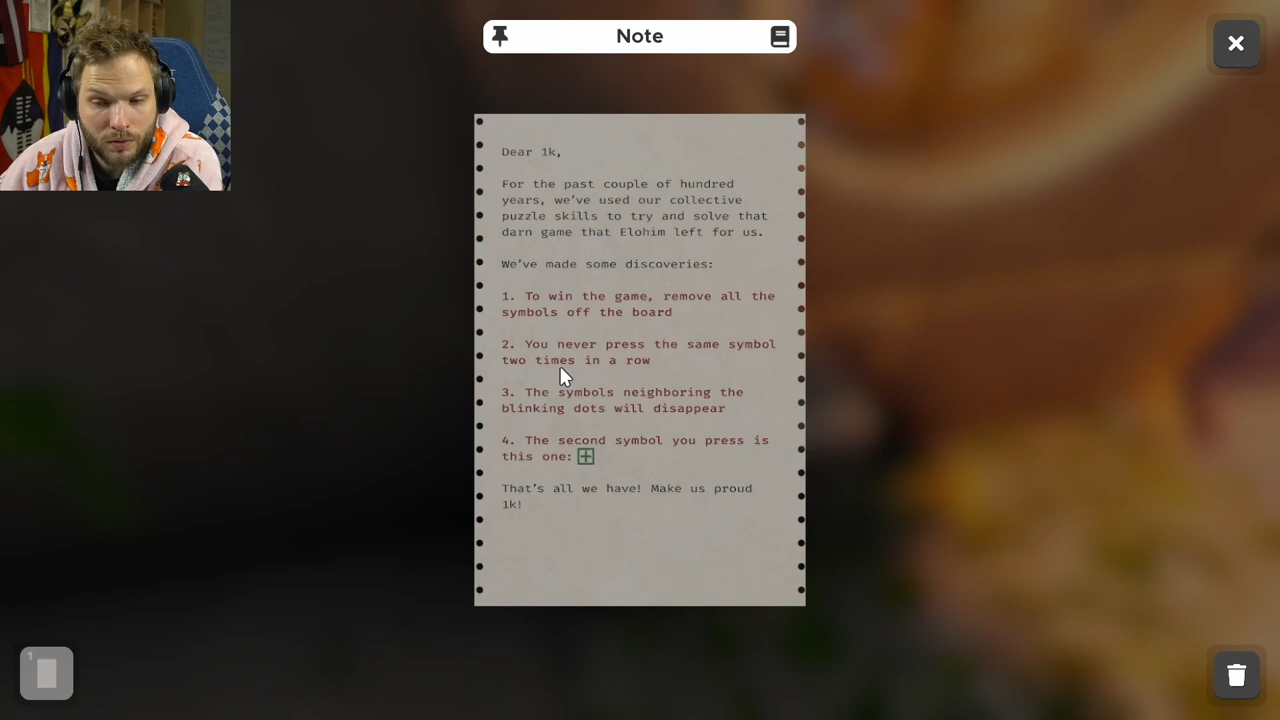 Note
Dear 1k,
For the past couple of hundred
years, we've used our collective
puzzle skills to try and solve that
darn game that Elohim left for us.
We've made some discoveries:
1. To win the game, remove all the
symbols off the board
2. You never press the same symbol
two times in a row
3. The symbols neighboring the
blinking dots will disappear
4. The second symbol you press is
this one:
That's all we have! Make us proud
1k!
1